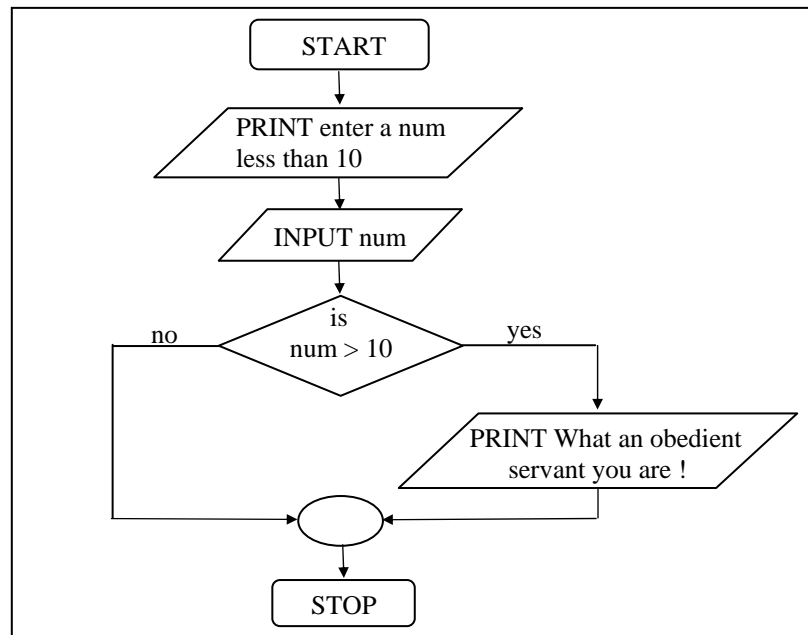 START
PRINT enter a num
less than 10
INPUT num
is
num > 10
no
yes
PRINT What an obedient
servant you are !
STOP